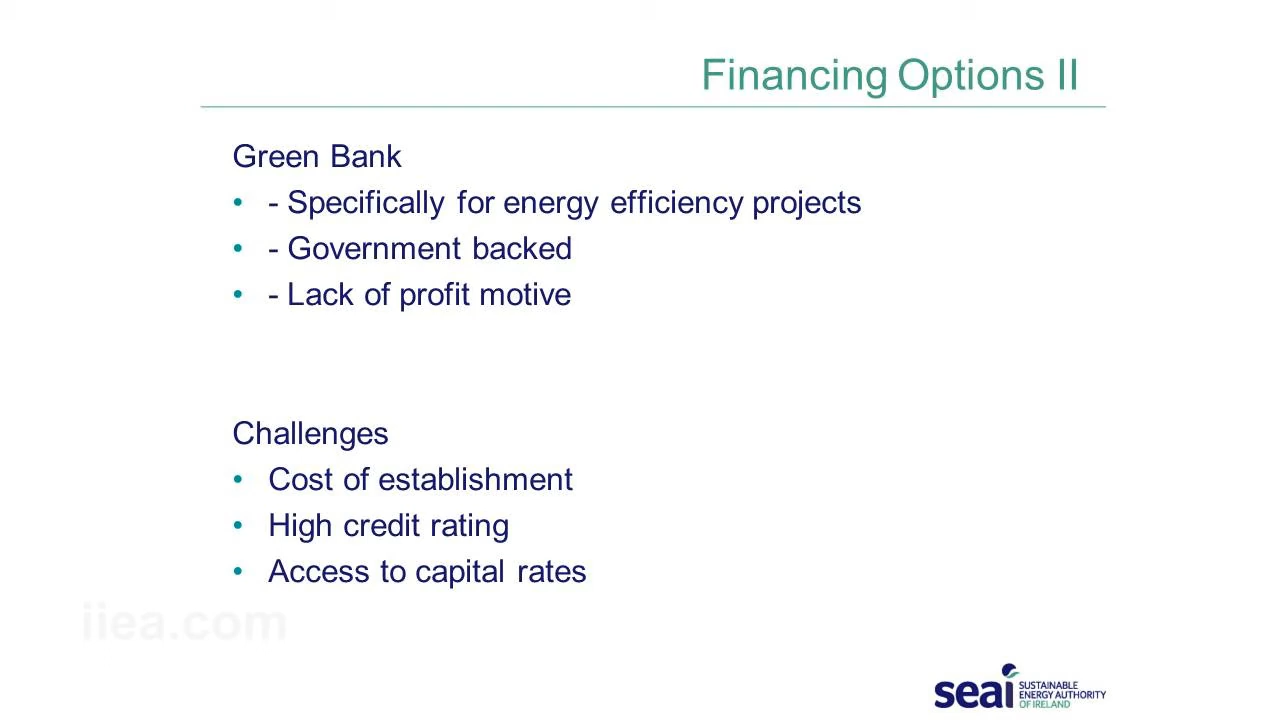 Financing Options II
Green Bank
• - Specifically for energy efficiency projects
• - Government backed
• - Lack of profit motive
Challenges
• Cost of establishment
• High credit rating
• Access to capital rates
iiea.com
seai SUSTAINABLE
ENERGY AUTHORITY
OF IRELAND